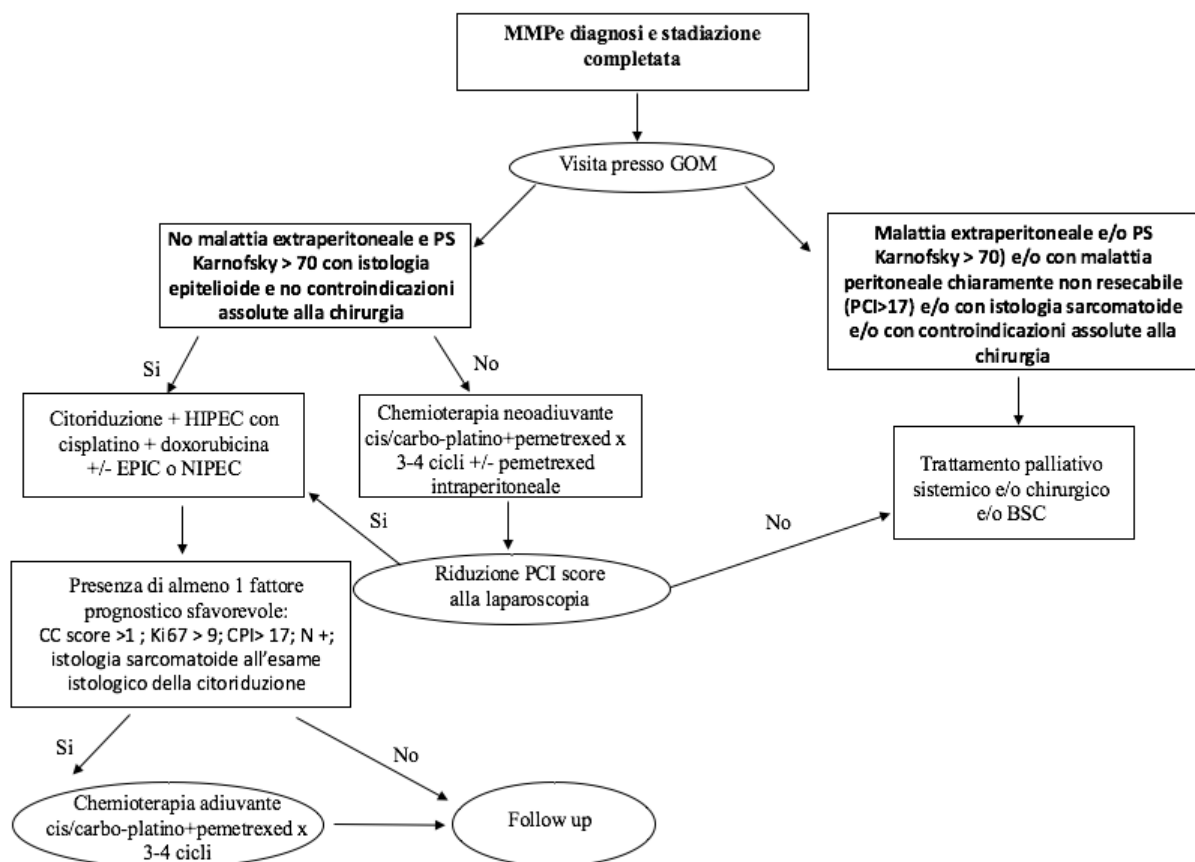 MMPe diagnosi e stadiazione
completata
Visita presso GOM
No malattia extraperitoneale e PS
Karnofsky > 70 con istologia
epitelioide e no controindicazioni
assolute alla chirurgia
Malattia extraperitoneale e/o PS
Karnofsky > 70) e/o con malattia
peritoneale chiaramente non resecabile
(PCI>17) e/o con istologia sarcomatoide
e/o con controindicazioni assolute alla
chirurgia
Si
No
Citoriduzione + HIPEC con
cisplatino + doxorubicina
+/- EPIC o NIPEC
Chemioterapia neoadiuvante
cis/carbo-platino+pemetrexed x
3-4 cicli +/- pemetrexed
intraperitoneale
Trattamento palliativo
sistemico e/o chirurgico
e/o BSC
Si
No
Riduzione PCI score
alla laparoscopia
Presenza di almeno 1 fattore
prognostico sfavorevole:
CC score >1 ; Ki67 > 9; CPI> 17; N +;
istologia sarcomatoide all'esame
istologico della citoriduzione
Si
No
Chemioterapia adiuvante
cis/carbo-platino+pemetrexed x
3-4 cicli
Follow up